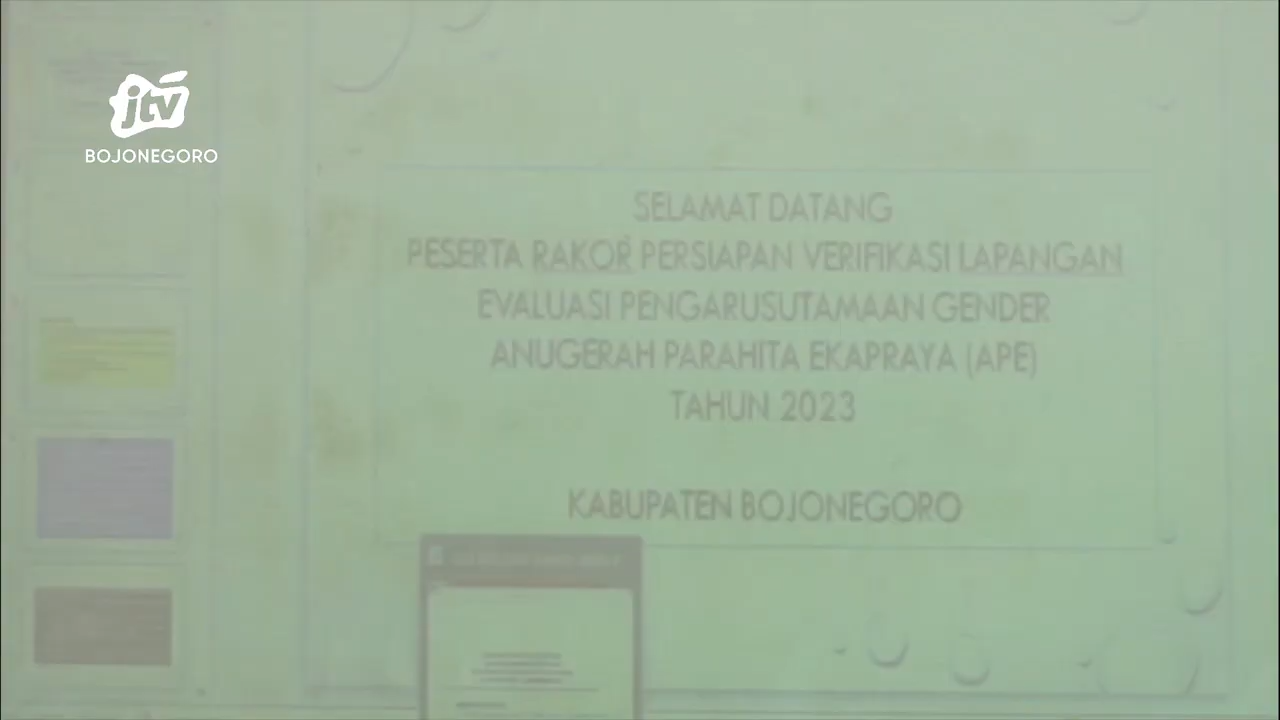 jtv
BOJONEGORO
SELAMAT DATANG
PESERTA RAKOR PERSIAPAN VERIFIKASI LAPANGAN
EVALUASI PENGARUSUTAMAAN GENDER
ANUGERAH PARAHITA EKAPRAYA (APE)
TAHUN 2023
KABUPATEN BOJONEGORO